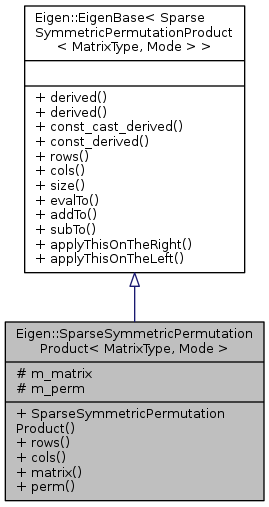 Eigen::EigenBase< Sparse
SymmetricPermutationProduct
< MatrixType, Mode > >
+ derived()
+ derived()
+ const_cast_derived()
+ const_derived()
+ rows()
+ cols()
+ size()
+ evalTo()
+ addTo()
+ subTo()
+ applyThisOnTheRight()
+ applyThisOnTheLeft()
Eigen::SparseSymmetricPermutation
Product< MatrixType, Mode >
# m_matrix
# m_perm
+ SparseSymmetricPermutation
Product()
+ rows()
+ cols()
+ matrix()
+ perm()